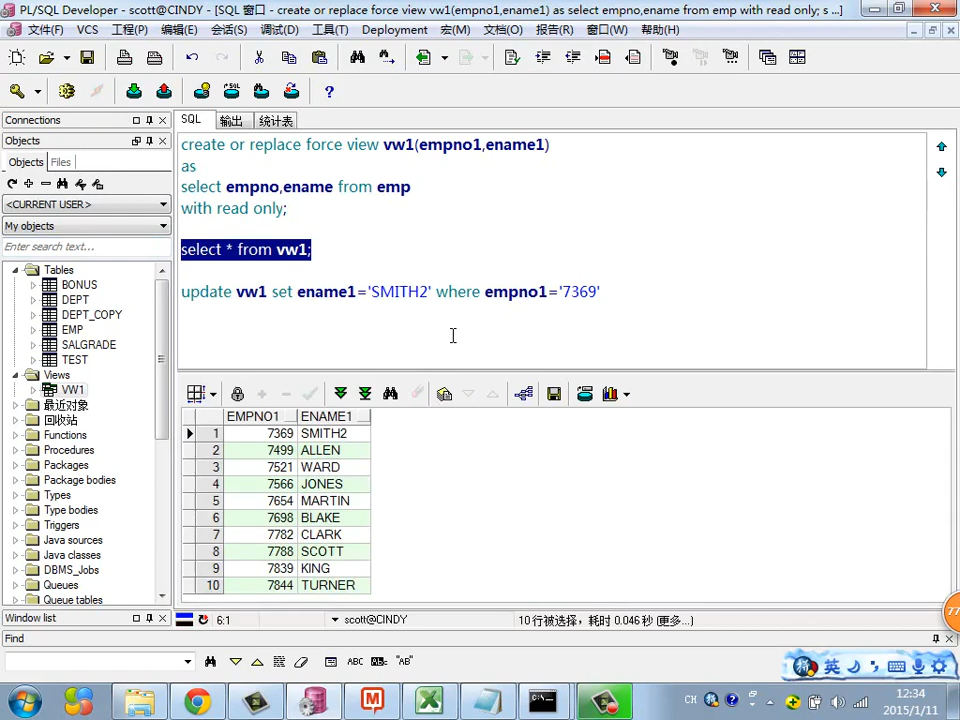 PL/SQL Developer - scott@CINDY - [SQL 窗口 - create or replace force view vw1(empno1,ename1) as select empno,ename from emp with read only; s ...]
文件(F) VCS 工程(P) 编辑(E) 会话(S) 调试(D) 工具(T) Deployment 宏(M) 文档(O) 报告(R) 窗口(W) 帮助(H)
Connections
SQL 输出 统计表
Objects
Objects Files
<CURRENT USER>
My objects
Enter search text...
Tables
BONUS
DEPT
DEPT_COPY
EMP
SALGRADE
TEST
Views
VW1
最近对象
回收站
Functions
Procedures
Packages
Package bodies
Types
Type bodies
Triggers
Java sources
Java classes
DBMS_Jobs
Queues
Queue tables
create or replace force view vw1(empno1,ename1)
as
select empno,ename from emp
with read only;
select * from vw1;
update vw1 set ename1='SMITH2' where empno1='7369'
EMPNO1 ENAME1
1 7369 SMITH2
2 7499 ALLEN
3 7521 WARD
4 7566 JONES
5 7654 MARTIN
6 7698 BLAKE
7 7782 CLARK
8 7788 SCOTT
9 7839 KING
10 7844 TURNER
77
Window list
6:1 scott@CINDY 10 行被选择，耗时 0.046 秒 (更多...)
Find
ABC "AB"
英
CH
12:34
2015/1/11